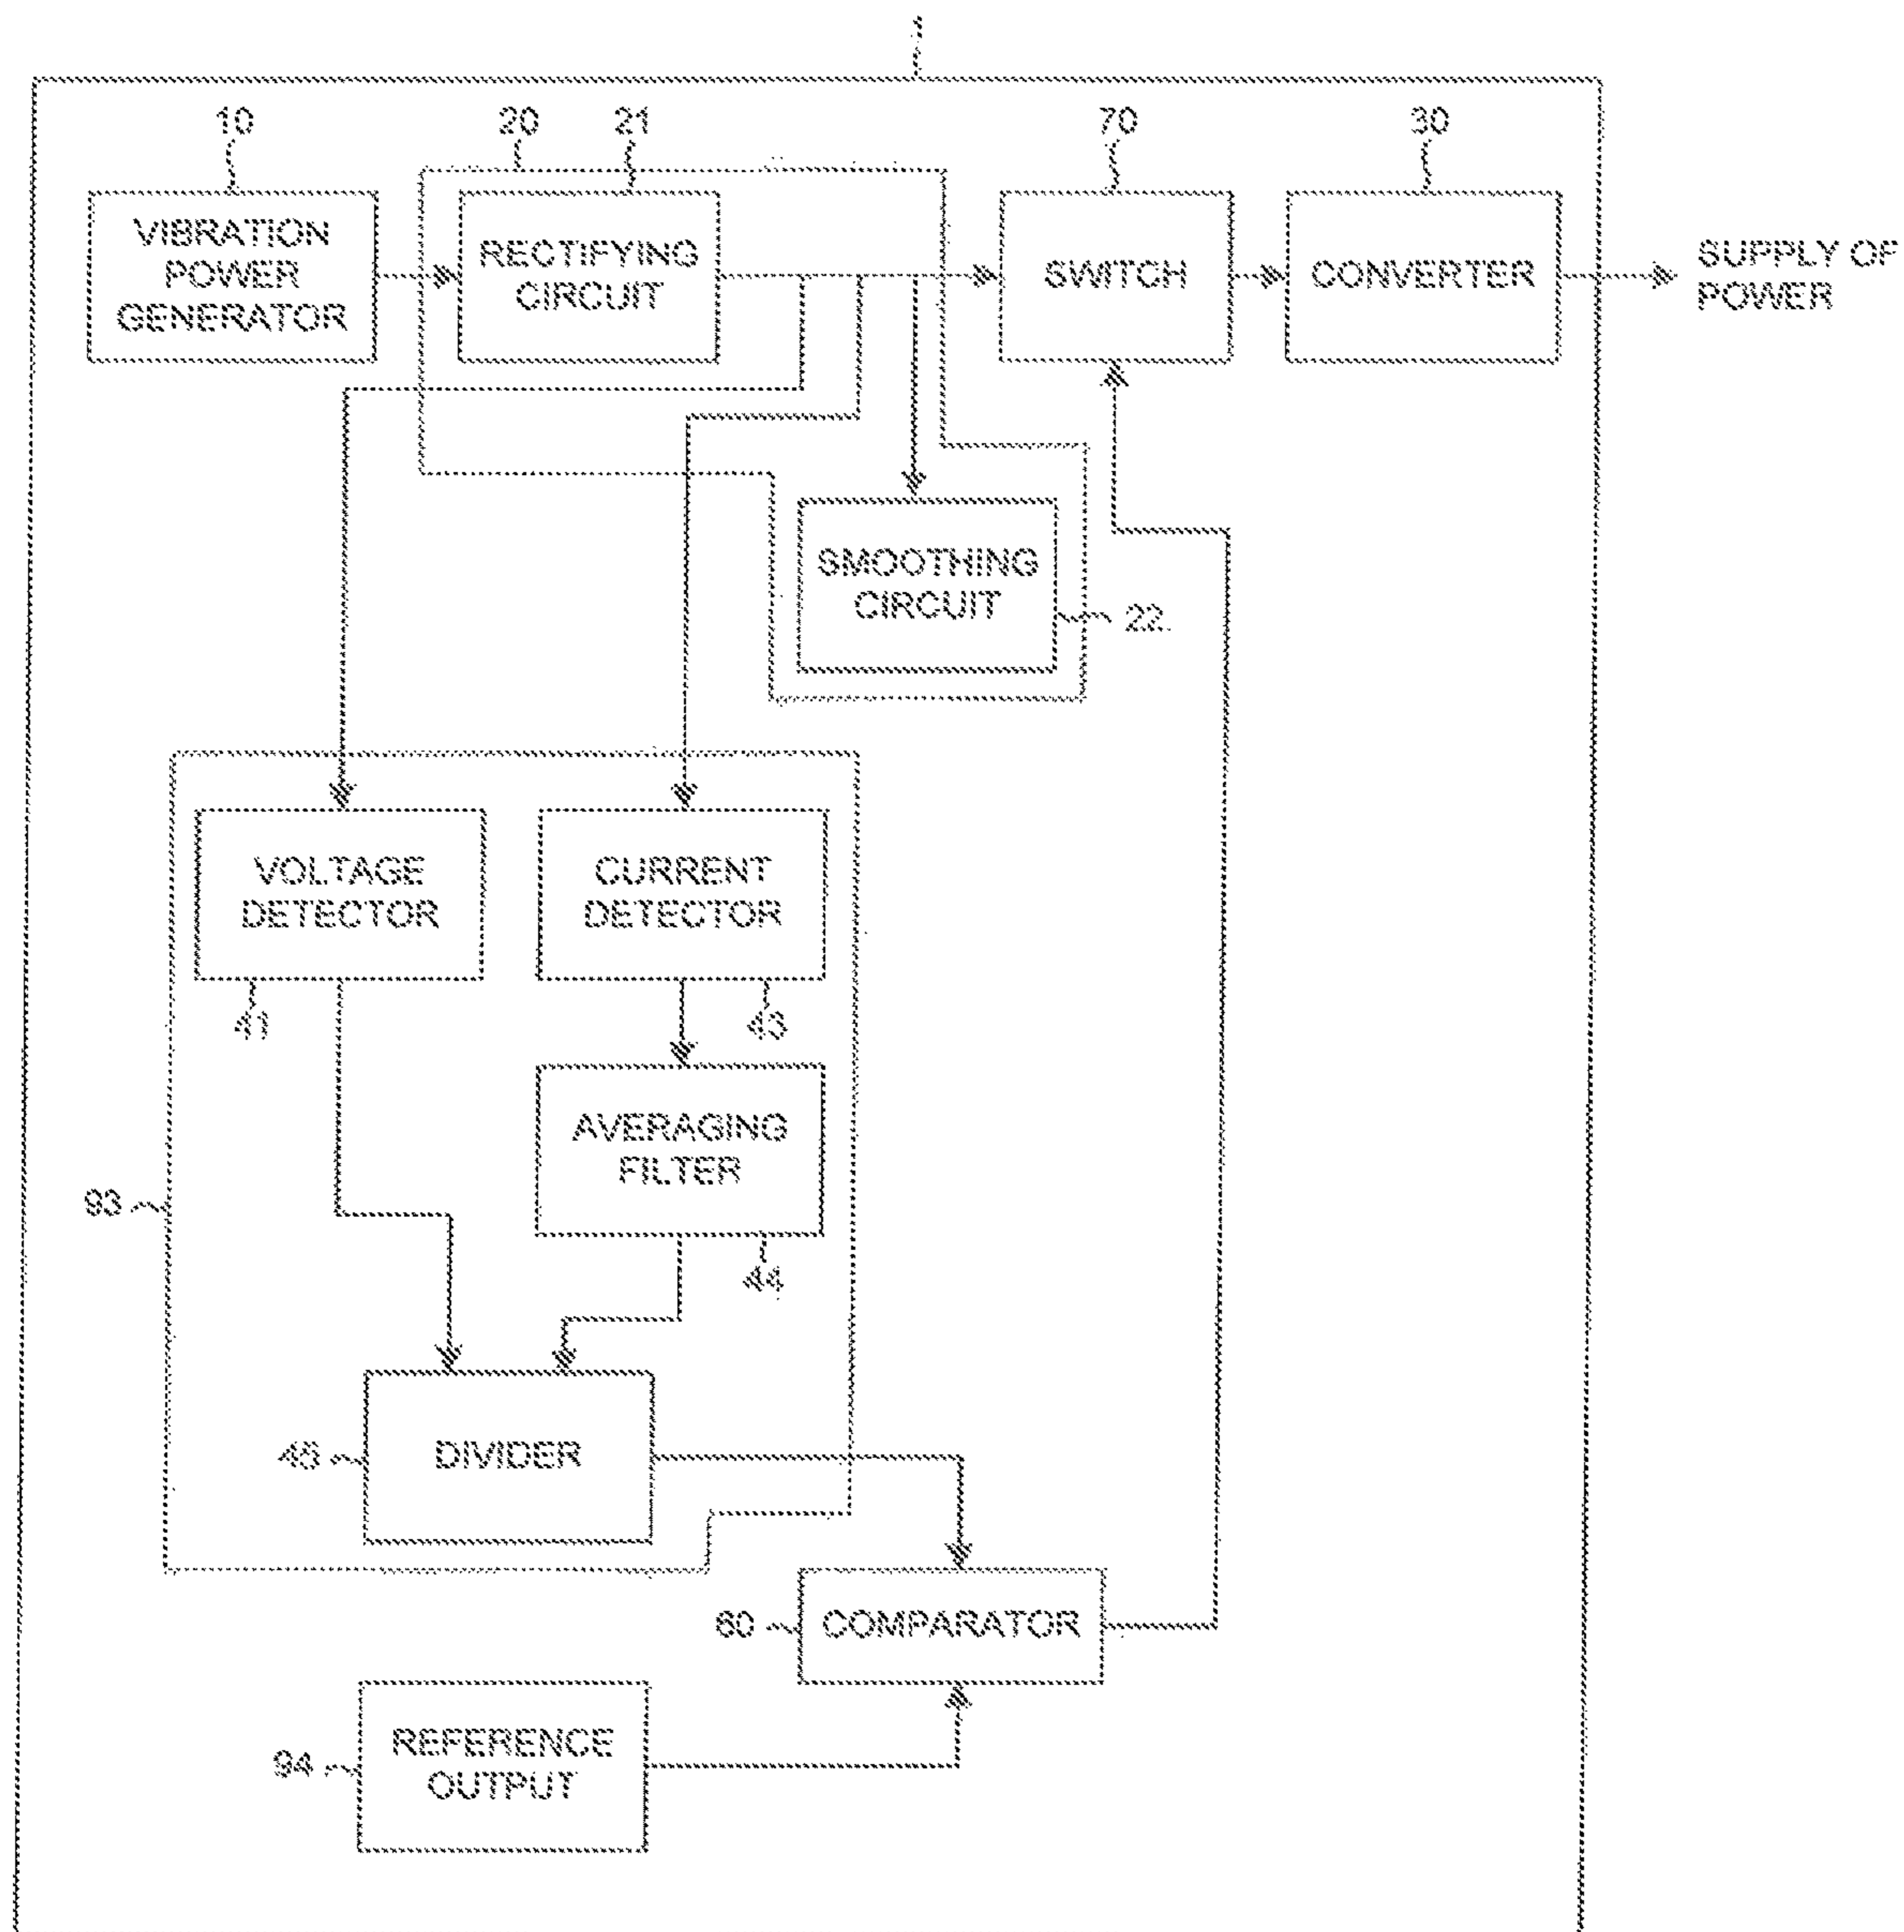 1
10
20
21
70
30
VIBRATION
POWER
GENERATOR
RECTIFYING
CIRCUIT
SWITCH
CONVERTER
SUPPLY OF
POWER
SMOOTHING
CIRCUIT
22
VOLTAGE
DETECTOR
CURRENT
DETECTOR
41
43
AVERAGING
FILTER
93
44
DIVIDER
60
COMPARATOR
REFERENCE
OUTPUT
94